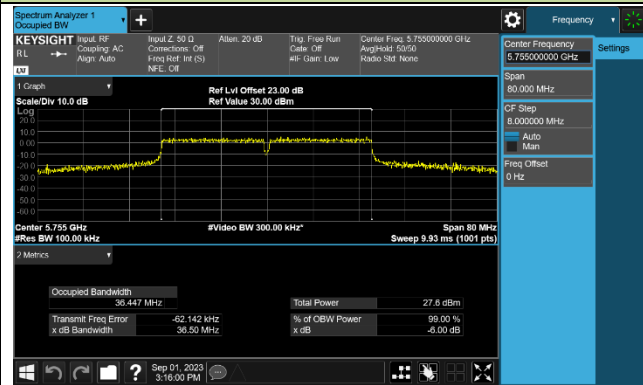 Spectrum Analyzer 1
Occupied BW
+
Frequency
KEYSIGHT
RL
LXI
Input: RF
Coupling: AC
Align: Auto
Input Z: 50 Ω
Corrections: Off
Freq Ref: Int (S)
NFE: Off
Atten: 20 dB
Trig: Free Run
Gate: Off
#IF Gain: Low
Center Freq: 5.755000000 GHz
Avg|Hold: 50/50
Radio Std: None
Center Frequency
5.755000000 GHz
Settings
Span
80.000 MHz
CF Step
8.000000 MHz
Auto
Man
Freq Offset
0 Hz
1 Graph
Scale/Div 10.0 dB
Ref Lvl Offset 23.00 dB
Ref Value 30.00 dBm
Log
20.0
10.0
0.00
-10.0
-20.0
-30.0
-40.0
-50.0
-60.0
Center 5.755 GHz
#Res BW 100.00 kHz
#Video BW 300.00 kHz*
Span 80 MHz
Sweep 9.93 ms (1001 pts)
2 Metrics
Occupied Bandwidth
36.447 MHz
Total Power 27.6 dBm
Transmit Freq Error -62.142 kHz
% of OBW Power 99.00 %
x dB Bandwidth 36.50 MHz
x dB -6.00 dB
?
Sep 01, 2023
3:16:00 PM